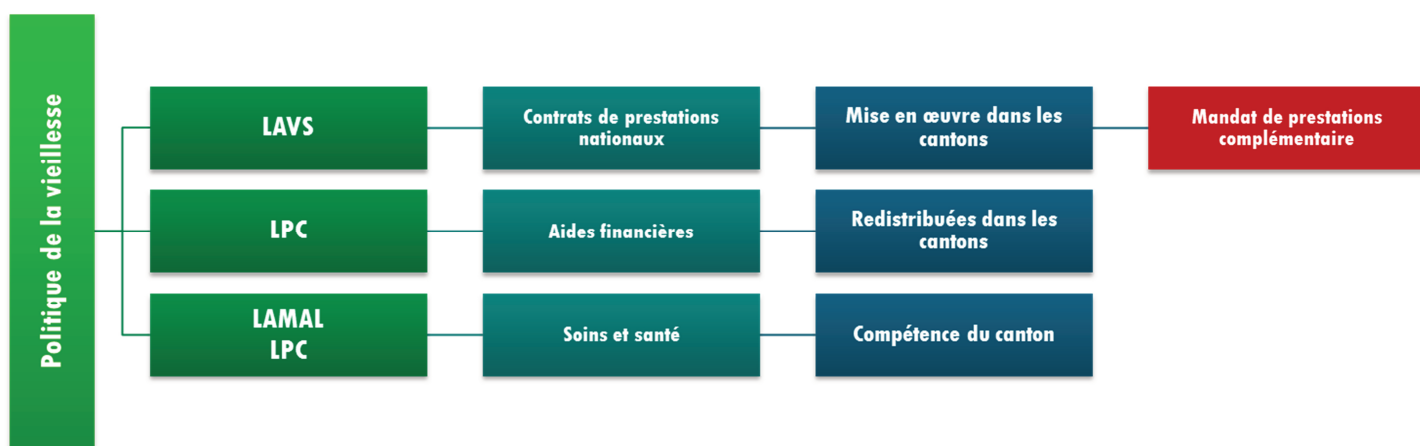 Politique de la vieillesse
LAVS
Contrats de prestations
nationaux
Mise en œuvre dans les
cantons
Mandat de prestations
complémentaire
LPC
Aides financières
Redistribuées dans les
cantons
LAMAL
LPC
Soins et santé
Compétence du canton